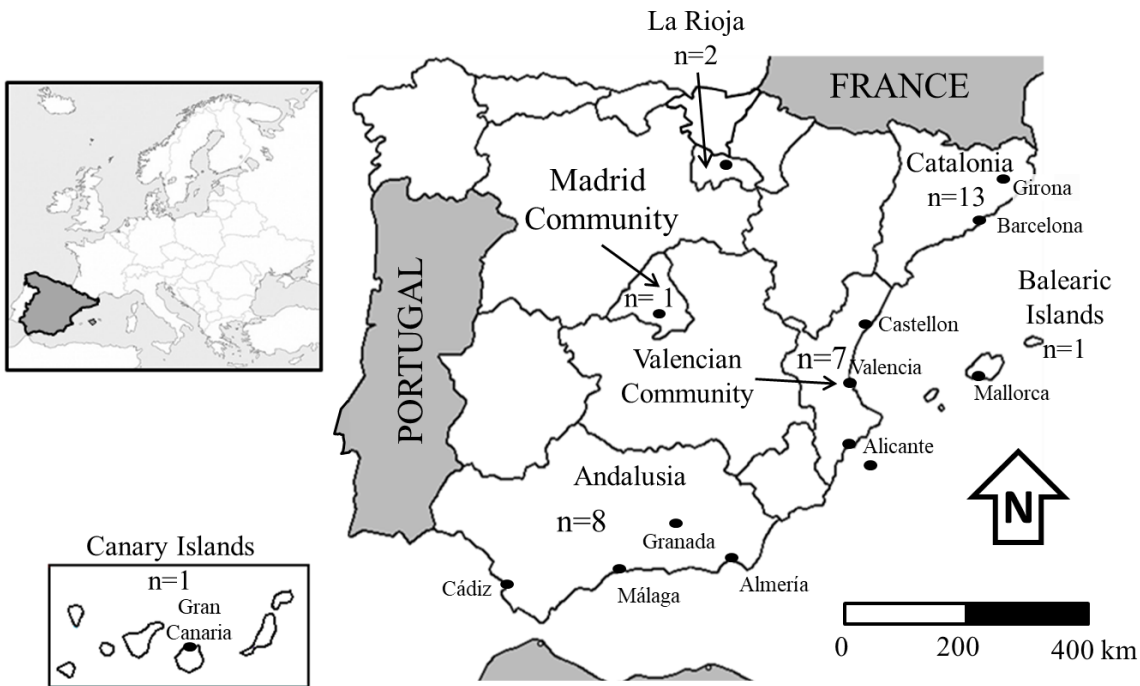 La Rioja
n=2
FRANCE
Catalonia
n=13
Girona
Barcelona
Madrid
Community
n= 1
Balearic
Islands
n=1
Castellon
Valencian
Community
n=7
Valencia
Mallorca
PORTUGAL
Alicante
Andalusia
n=8
Granada
N
Cádiz
Málaga
Almería
Canary Islands
n=1
Gran
Canaria
0
200
400 km